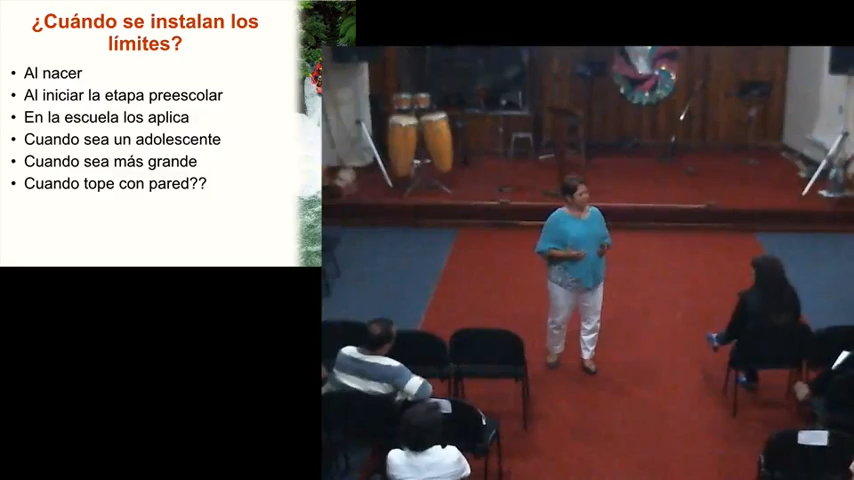 ¿Cuándo se instalan los
límites?
• Al nacer
• Al iniciar la etapa preescolar
• En la escuela los aplica
• Cuando sea un adolescente
• Cuando sea más grande
• Cuando tope con pared??